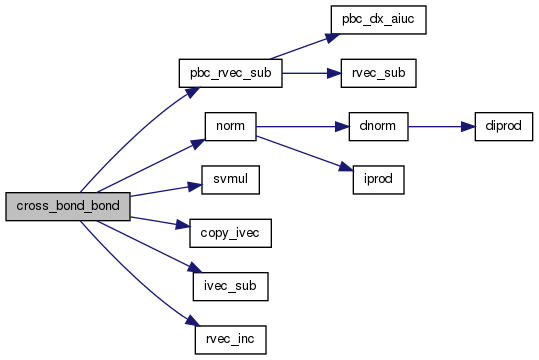 pbc_dx_aiuc
pbc_rvec_sub
rvec_sub
norm
dnorm
diprod
svmul
iprod
cross_bond_bond
copy_ivec
ivec_sub
rvec_inc